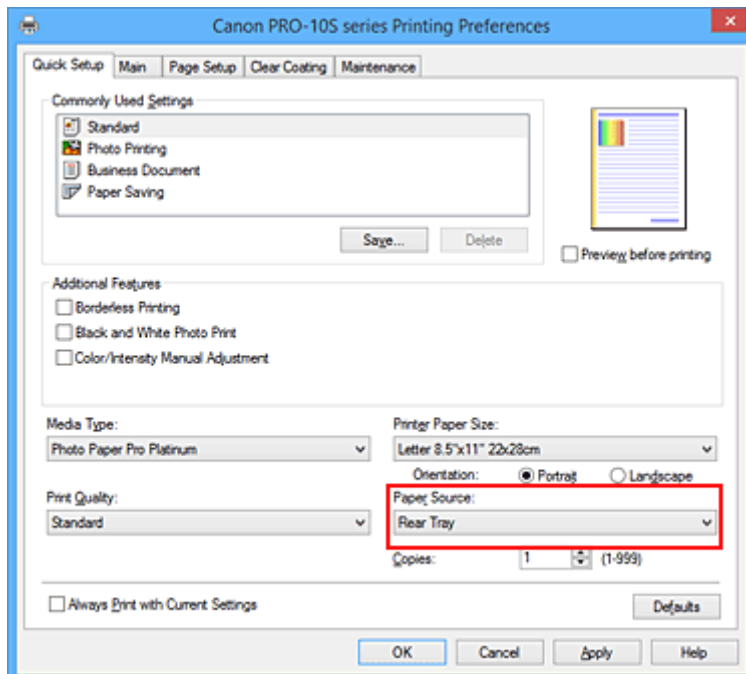 Canon PRO-10S series Printing Preferences
Quick Setup Main Page Setup Clear Coating Maintenance
Commonly Used Settings
Standard
Photo Printing
Business Document
Paper Saving
Save... Delete
Preview before printing
Additional Features
Borderless Printing
Black and White Photo Print
Color/Intensity Manual Adjustment
Media Type: Printer Paper Size:
Photo Paper Pro Platinum Letter 8.5"x11" 22x28cm
Orientation: Portrait Landscape
Print Quality: Paper Source:
Standard Rear Tray
Copies: 1 (1-999)
Always Print with Current Settings Defaults
OK Cancel Apply Help